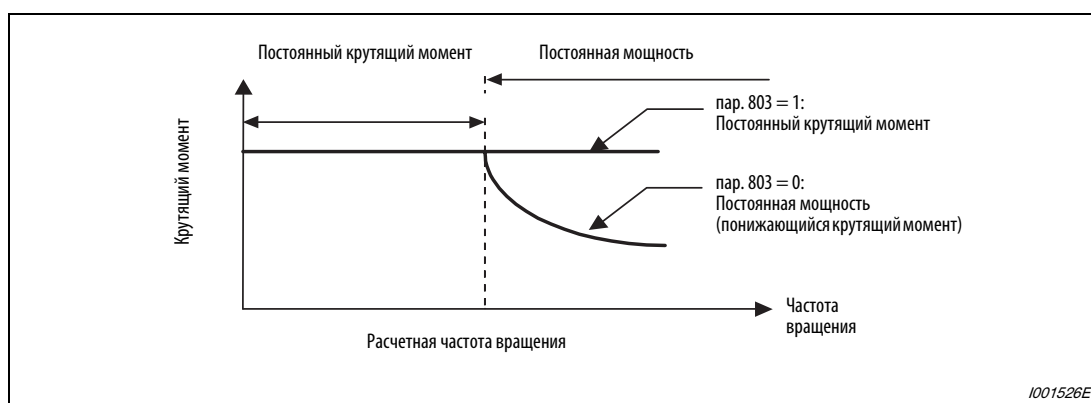 Постоянный крутящий момент
Постоянная мощность
пар. 803 = 1:
Постоянный крутящий момент
Крутящий момент
пар. 803 = 0:
Постоянная мощность
(понижающийся крутящий момент)
Частота
вращения
Расчетная частота вращения
I001526E